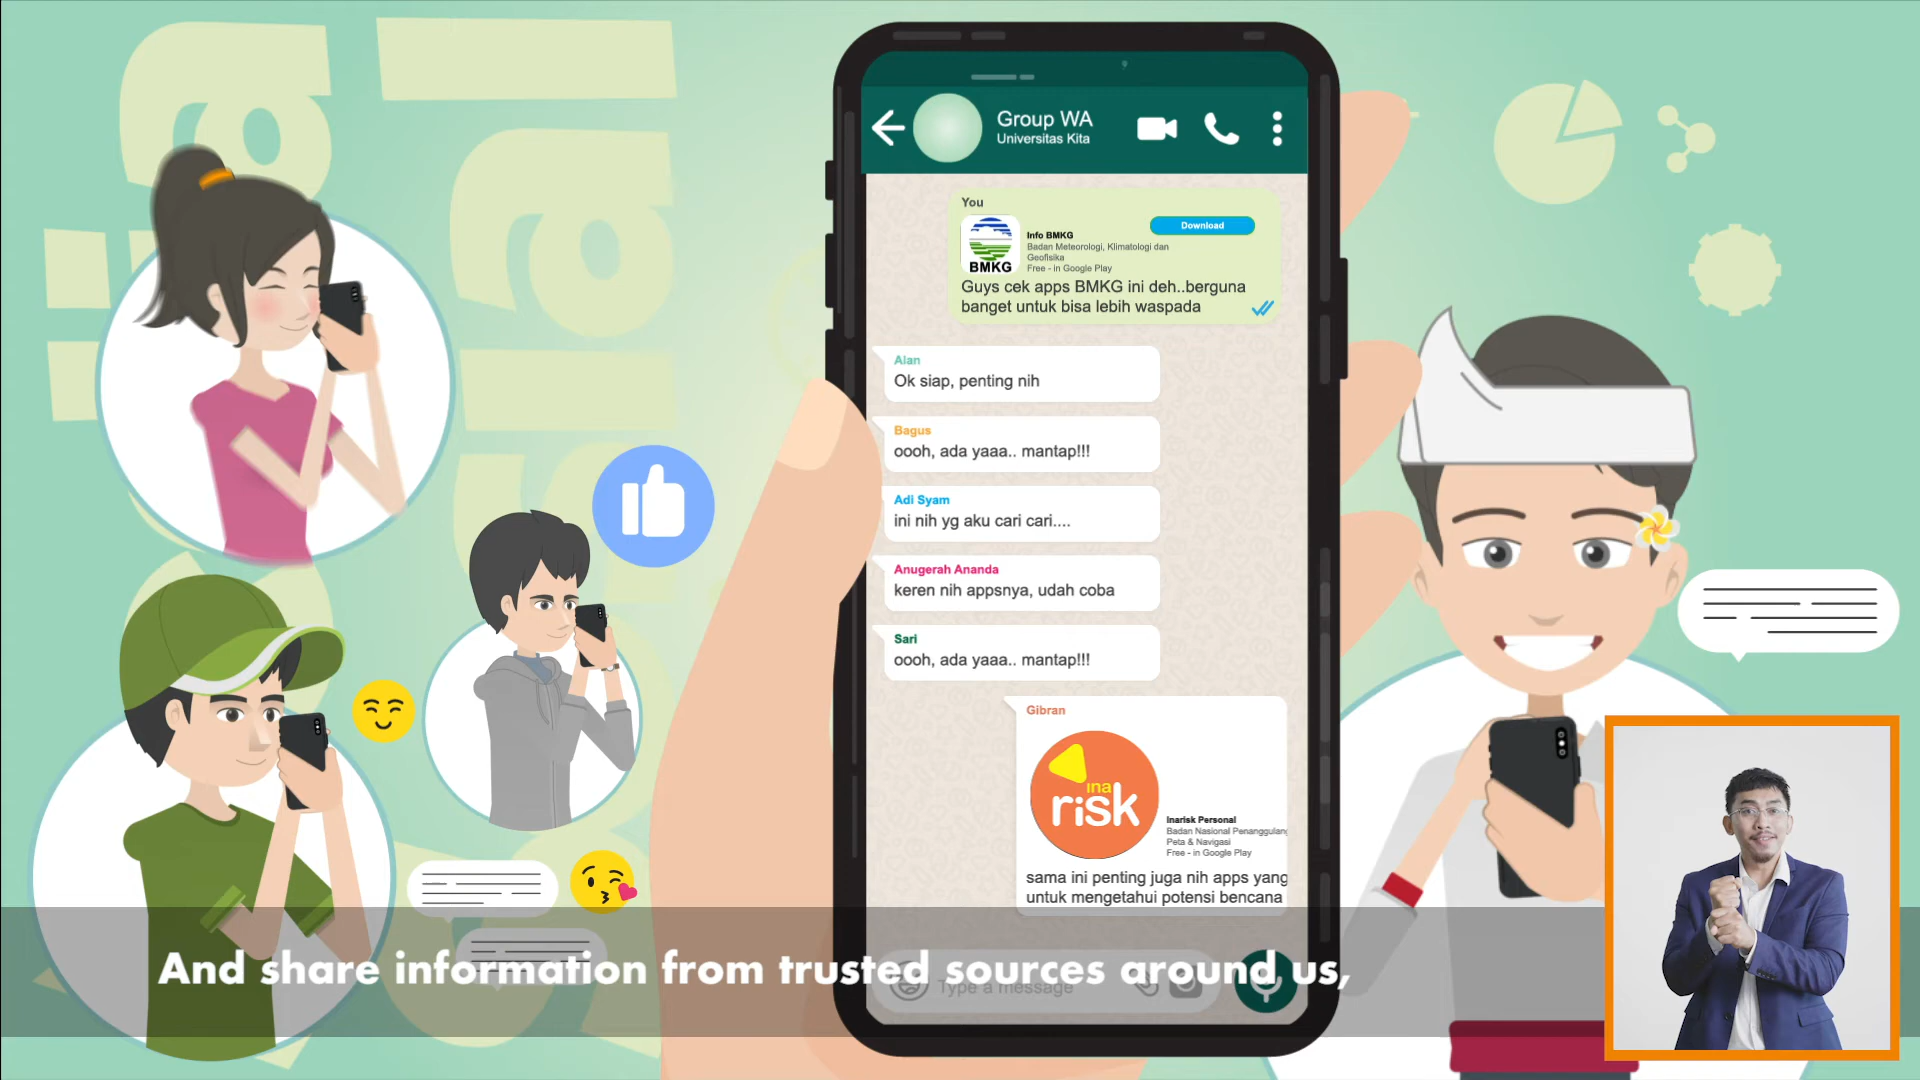 Group WA
Universitas Kita
You
Download
Info BMKG
Badan Meteorologi, Klimatologi dan
Geofisika
Free - in Google Play
BMKG
Guys cek apps BMKG ini deh..berguna
banget untuk bisa lebih waspada
Alan
Ok siap, penting nih
Bagus
oooh, ada yaaa.. mantap!!!
Adi Syam
ini nih yg aku cari cari....
Anugerah Ananda
keren nih appsnya, udah coba
Sari
oooh, ada yaaa.. mantap!!!
Gibran
ina
risk
Inarisk Personal
Badan Nasional Penanggulang
Peta & Navigasi
Free - in Google Play
sama ini penting juga nih apps yang
untuk mengetahui potensi bencana
And share information from trusted sources around us,
Type a message